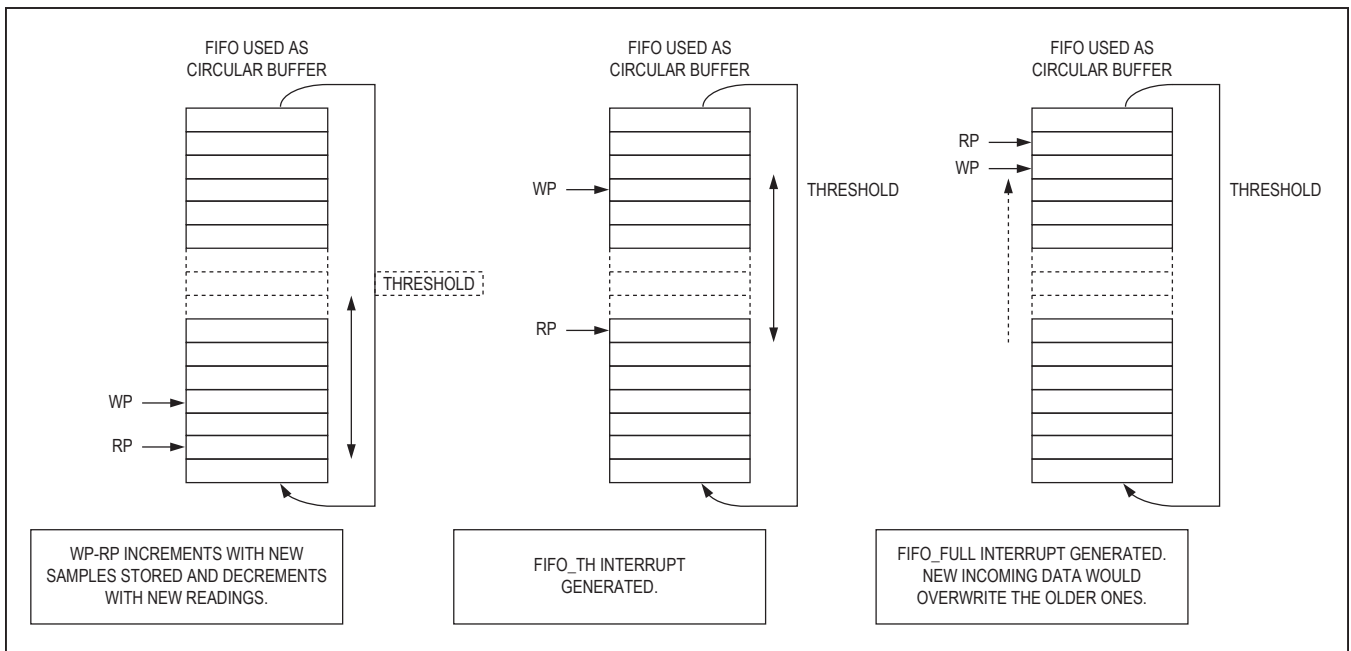 FIFO USED AS
CIRCULAR BUFFER
WP
RP
THRESHOLD
WP-RP INCREMENTS WITH NEW
SAMPLES STORED AND DECREMENTS
WITH NEW READINGS.
FIFO USED AS
CIRCULAR BUFFER
WP
THRESHOLD
RP
FIFO_TH INTERRUPT
GENERATED.
FIFO USED AS
CIRCULAR BUFFER
RP
WP
THRESHOLD
FIFO_FULL INTERRUPT GENERATED.
NEW INCOMING DATA WOULD
OVERWRITE THE OLDER ONES.